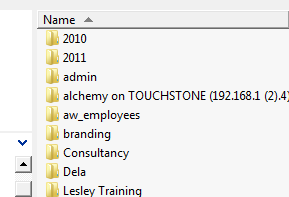 Name
2010
2011
admin
alchemy on TOUCHSTONE (192.168.1 (2).4)
aw_employees
branding
Consultancy
Dela
Lesley Training